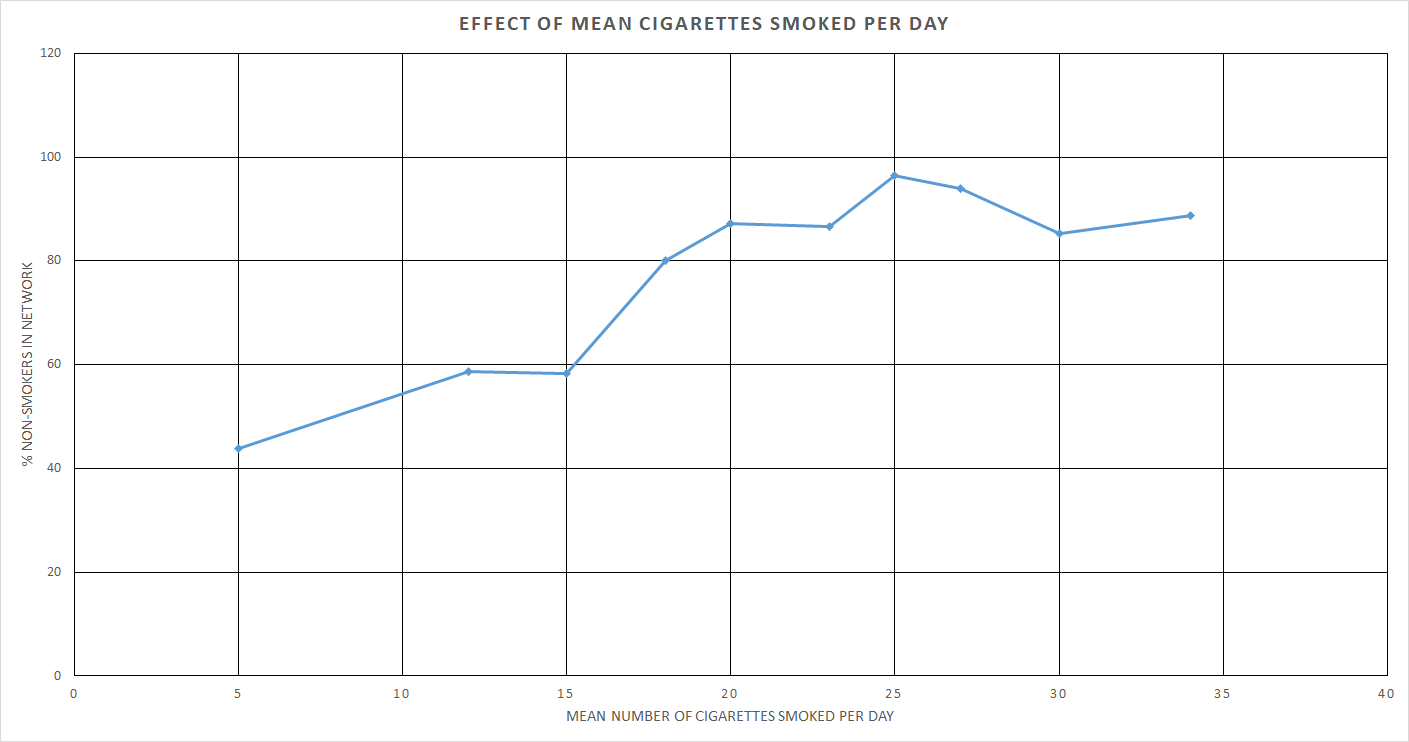 EFFECT OF MEAN CIGARETTES SMOKED PER DAY
120
100
80
60
40
20
0
% NON-SMOKERS IN NETWORK
0 5 10 15 20 25 30 35 40
MEAN NUMBER OF CIGARETTES SMOKED PER DAY